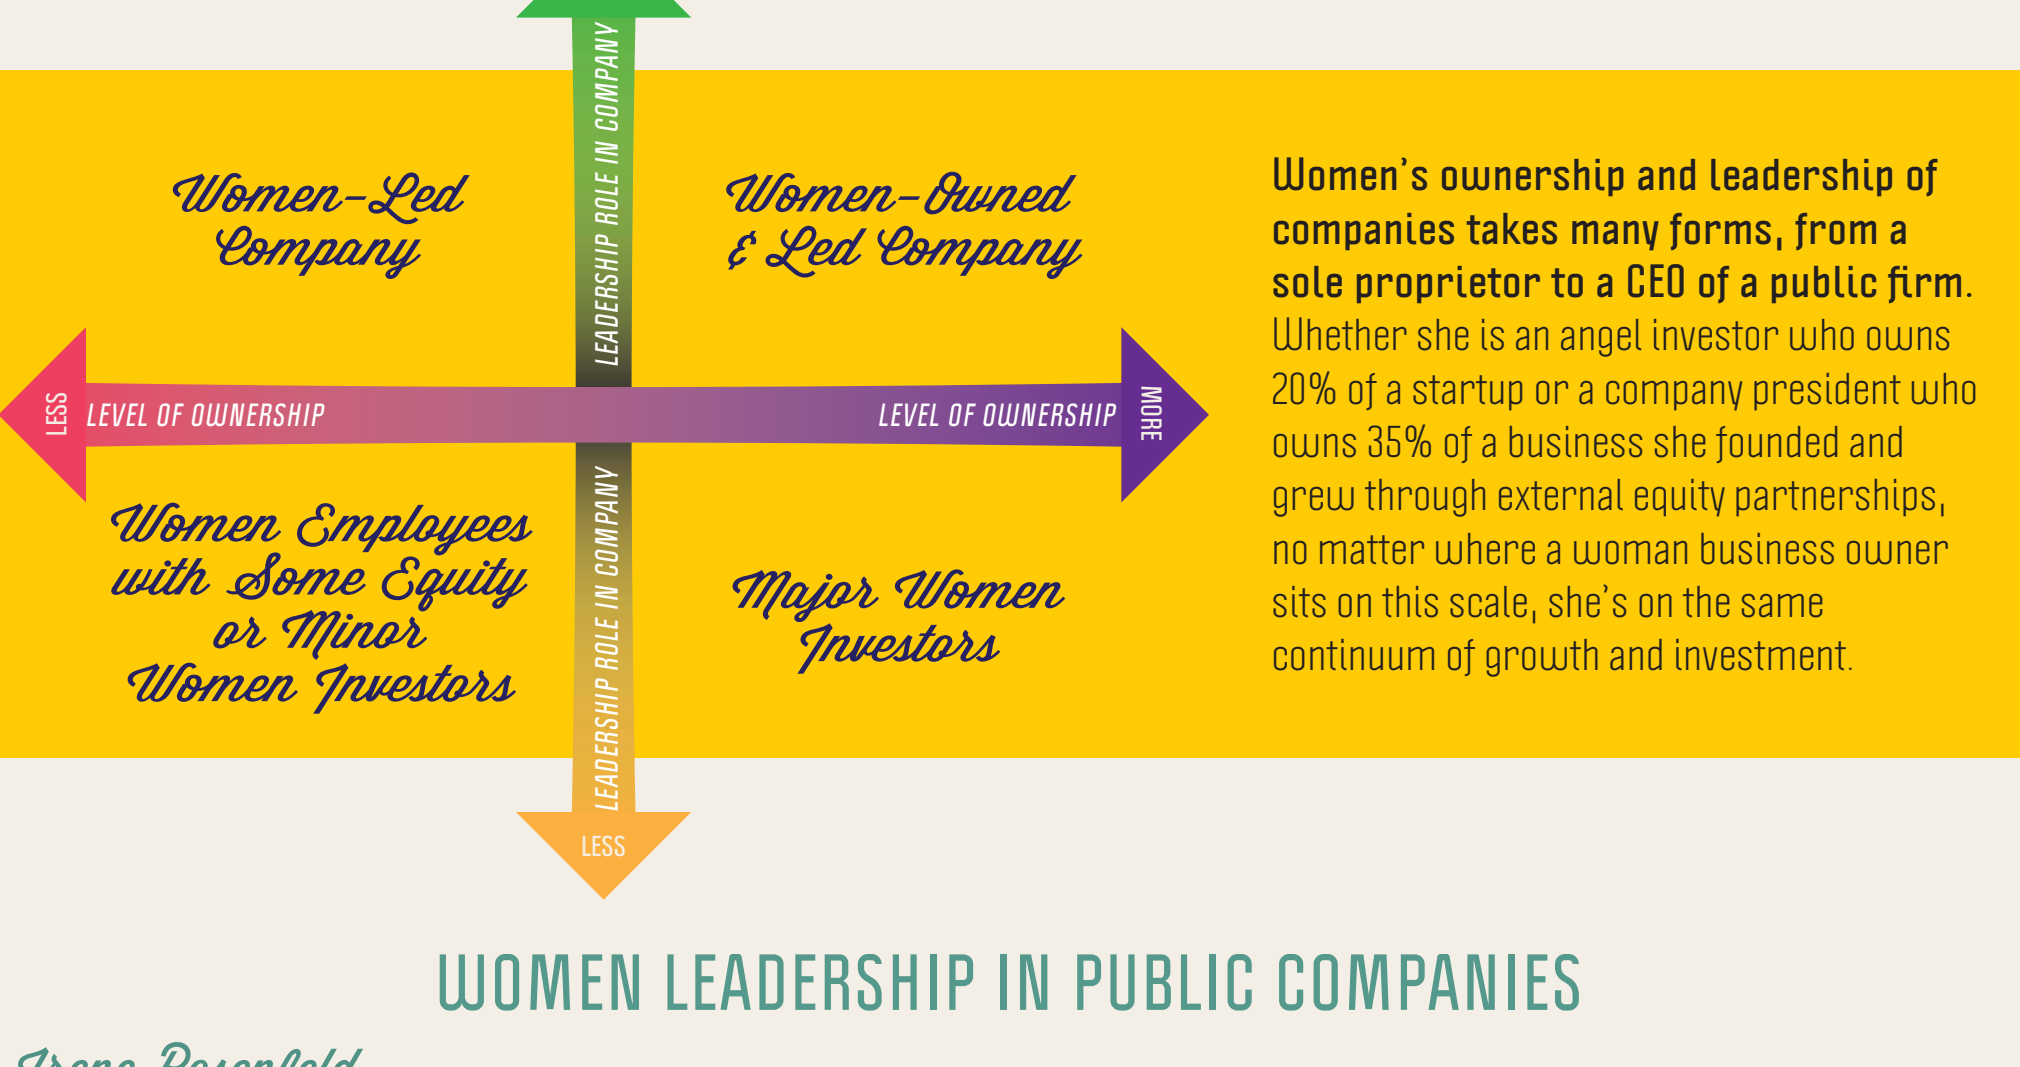 LEADERSHIP ROLE IN COMPANY
Women-Led
Company
Women-Owned
& Led Company
LESS
LEVEL OF OWNERSHIP
LEVEL OF OWNERSHIP
MORE
LEADERSHIP ROLE IN COMPANY
Women Employees
with Some Equity
or Minor
Women Investors
Major Women
Investors
LESS
Women's ownership and leadership of
companies takes many forms, from a
sole proprietor to a CEO of a public firm.
Whether she is an angel investor who owns
20% of a startup or a company president who
owns 35% of a business she founded and
grew through external equity partnerships,
no matter where a woman business owner
sits on this scale, she's on the same
continuum of growth and investment.
WOMEN LEADERSHIP IN PUBLIC COMPANIES
Irene Rosenfeld